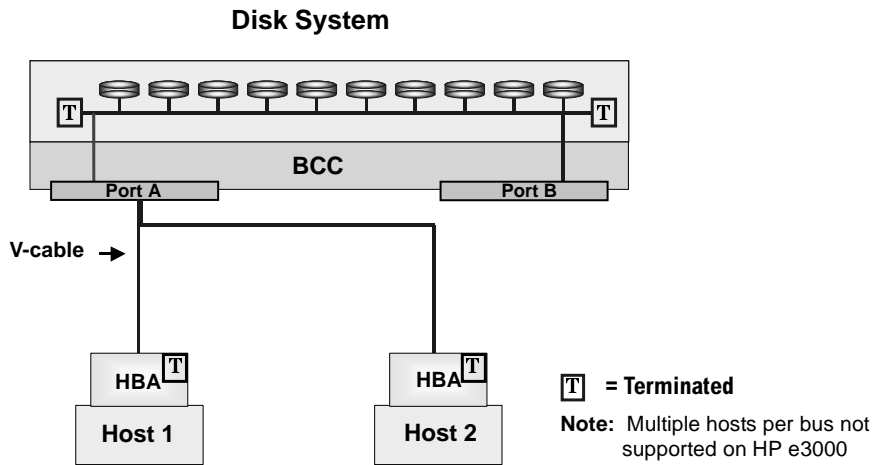 Disk System
T
T
BCC
Port A
Port B
V-cable
HBA
T
HBA
T
Host 1
Host 2
T = Terminated
Note: Multiple hosts per bus not
supported on HP e3000